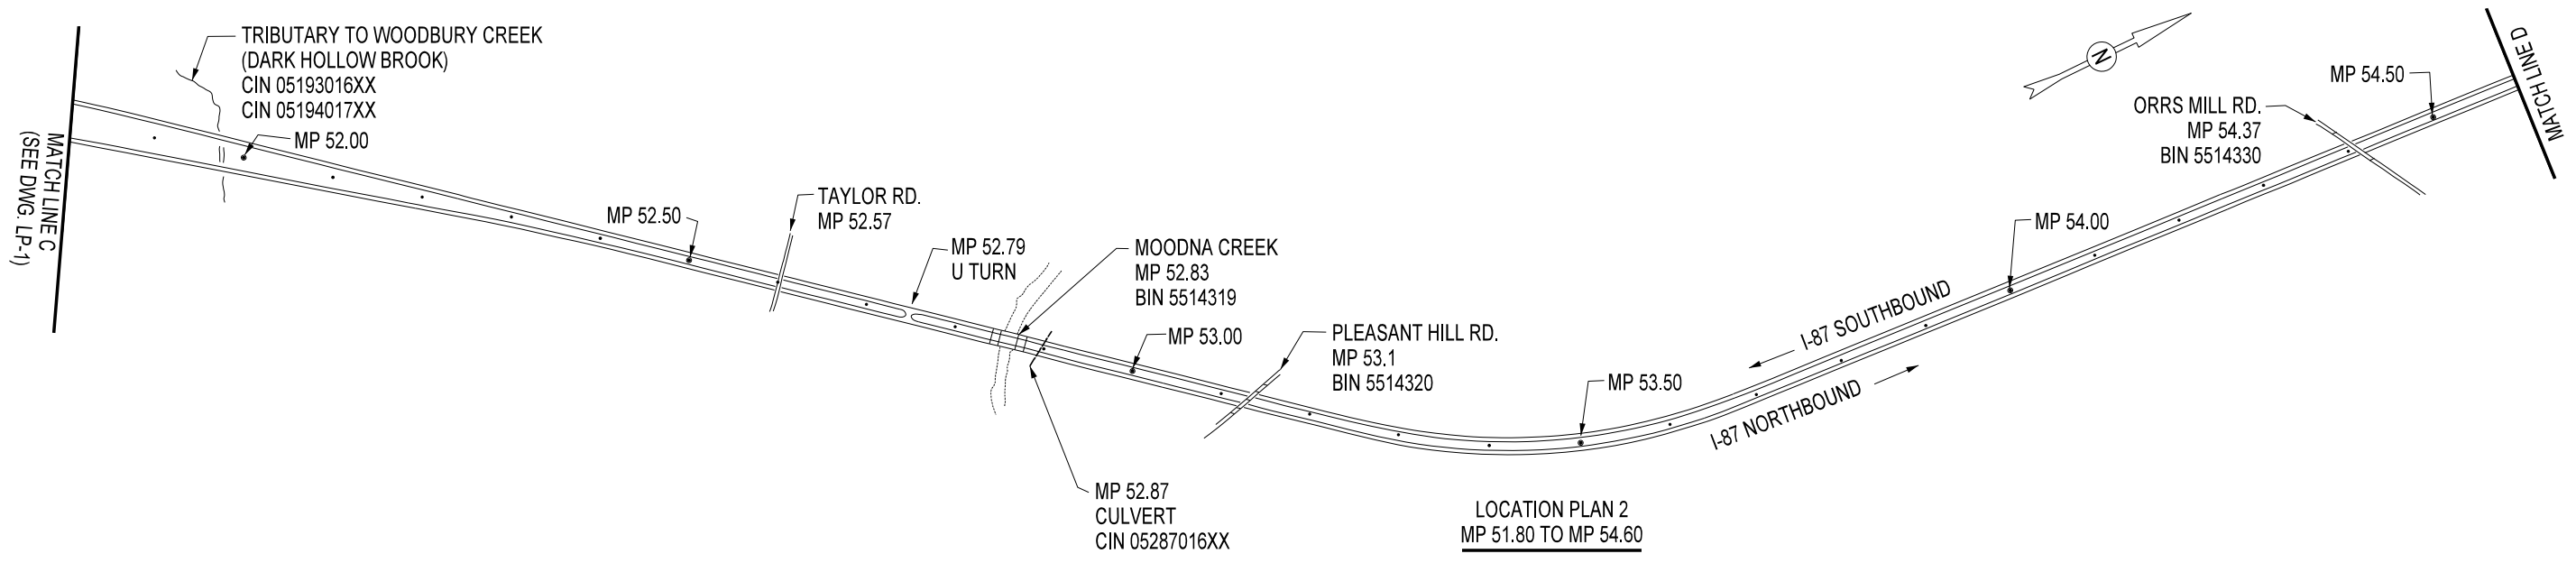 TRIBUTARY TO WOODBURY CREEK
(DARK HOLLOW BROOK)
CIN 05193016XX
CIN 05194017XX
MP 52.00
MATCH LINE C
(SEE DWG. LP-1)
MP 52.50
TAYLOR RD.
MP 52.57
MP 52.79
U TURN
MOODNA CREEK
MP 52.83
BIN 5514319
MP 53.00
MP 52.87
CULVERT
CIN 05287016XX
PLEASANT HILL RD.
MP 53.1
BIN 5514320
MP 53.50
I-87 SOUTHBOUND
I-87 NORTHBOUND
MP 54.00
N
ORRS MILL RD.
MP 54.37
BIN 5514330
MP 54.50
MATCH LINE D
LOCATION PLAN 2
MP 51.80 TO MP 54.60